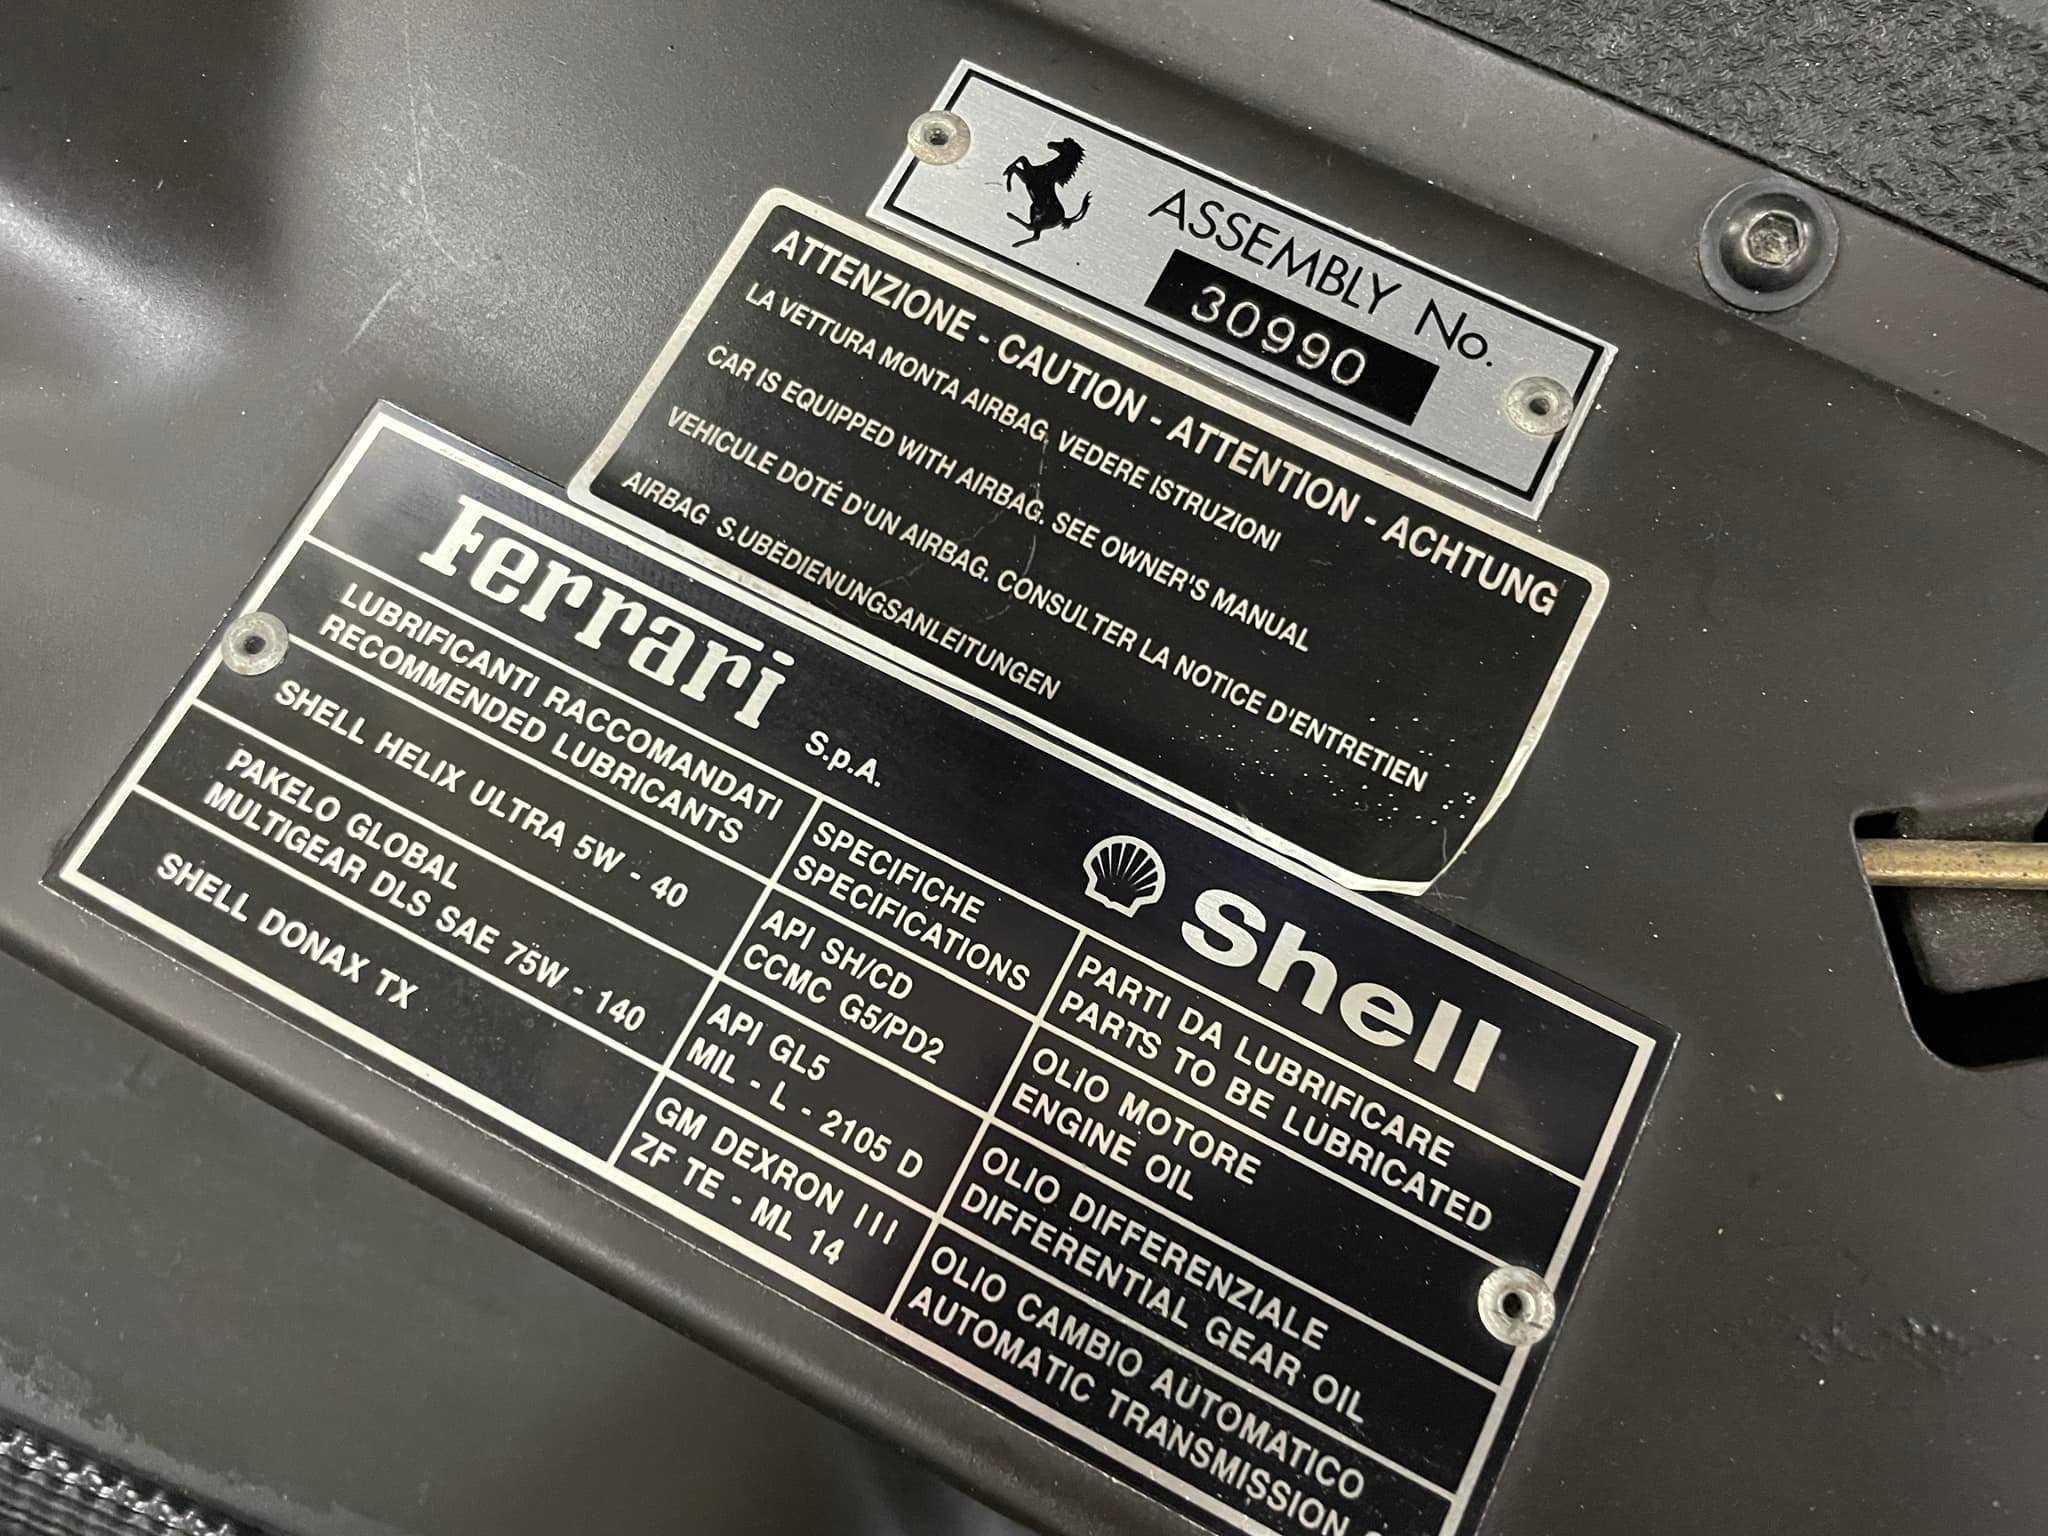 ASSEMBLY No.
30990
ATTENZIONE - CAUTION - ATTENTION - ACHTUNG
LA VETTURA MONTA AIRBAG. VEDERE ISTRUZIONI
CAR IS EQUIPPED WITH AIRBAG. SEE OWNER'S MANUAL
VEHICULE DOTÉ D'UN AIRBAG. CONSULTER LA NOTICE D'ENTRETIEN
AIRBAG S.UBEDIENUNGSANLEITUNGEN
Ferrari S.p.A.
Shell
LUBRIFICANTI RACCOMANDATI
RECOMMENDED LUBRICANTS
SPECIFICHE
SPECIFICATIONS
PARTI DA LUBRIFICARE
PARTS TO BE LUBRICATED
SHELL HELIX ULTRA 5W - 40
API SH/CD
CCMC G5/PD2
OLIO MOTORE
ENGINE OIL
PAKELO GLOBAL
MULTIGEAR DLS SAE 75W - 140
API GL5
MIL - L - 2105 D
OLIO DIFFERENZIALE
DIFFERENTIAL GEAR OIL
SHELL DONAX TX
GM DEXRON III
ZF TE - ML 14
OLIO CAMBIO AUTOMATICO
AUTOMATIC TRANSMISSION